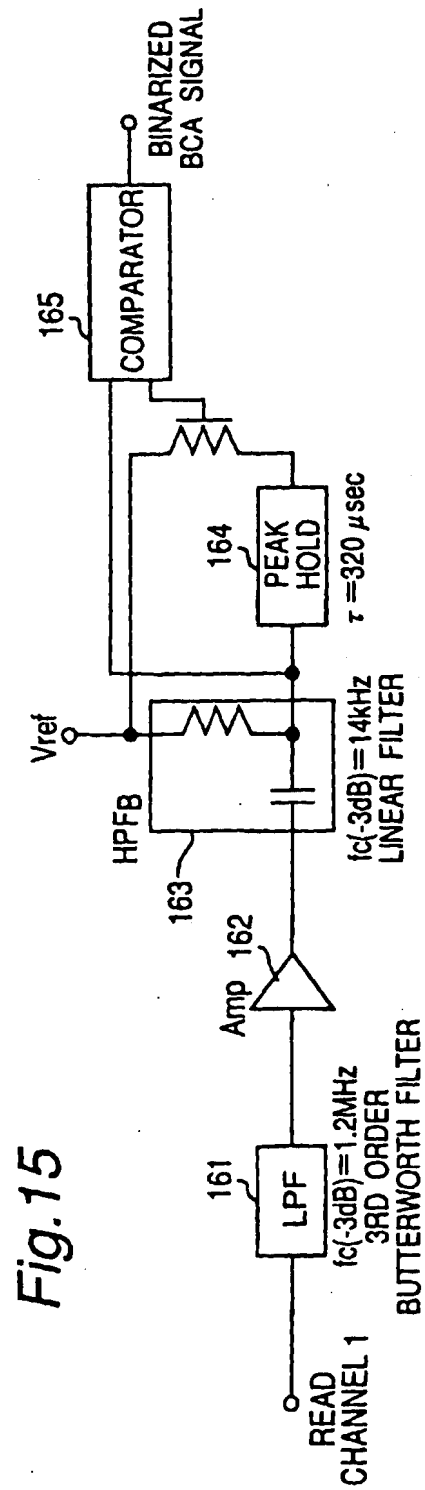 Fig.15
READ
CHANNEL 1
161
LPF
fc(-3dB)=1.2MHz
3RD ORDER
BUTTERWORTH FILTER
Amp
162
163
HPFB
fc(-3dB)=14kHz
LINEAR FILTER
Vref
164
PEAK
HOLD
τ=320 μsec
165
COMPARATOR
BINARIZED
BCA SIGNAL